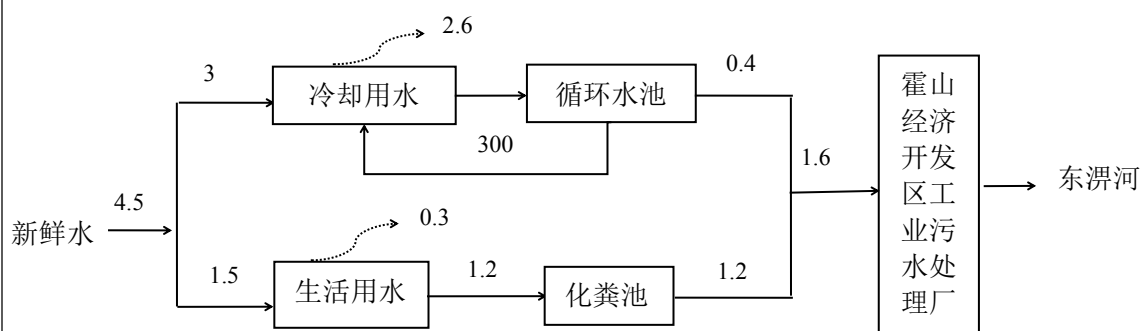 2.6
3
冷却用水
循环水池
0.4
300
1.6
霍山
经济
开发
区工
业污
水处
理厂
东淠河
新鲜水
4.5
0.3
1.5
生活用水
1.2
化粪池
1.2